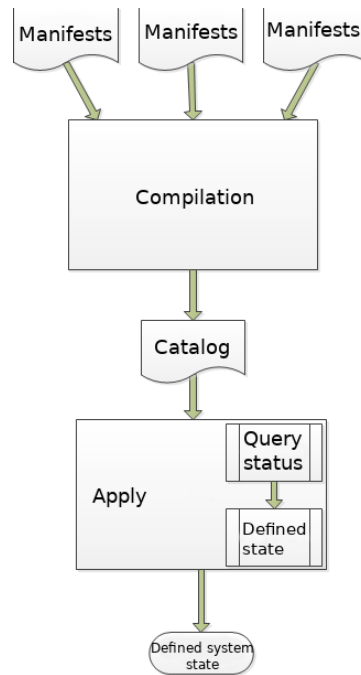 Manifests
Manifests
Manifests
Compilation
Catalog
Apply
Query
status
Defined
state
Defined system
state